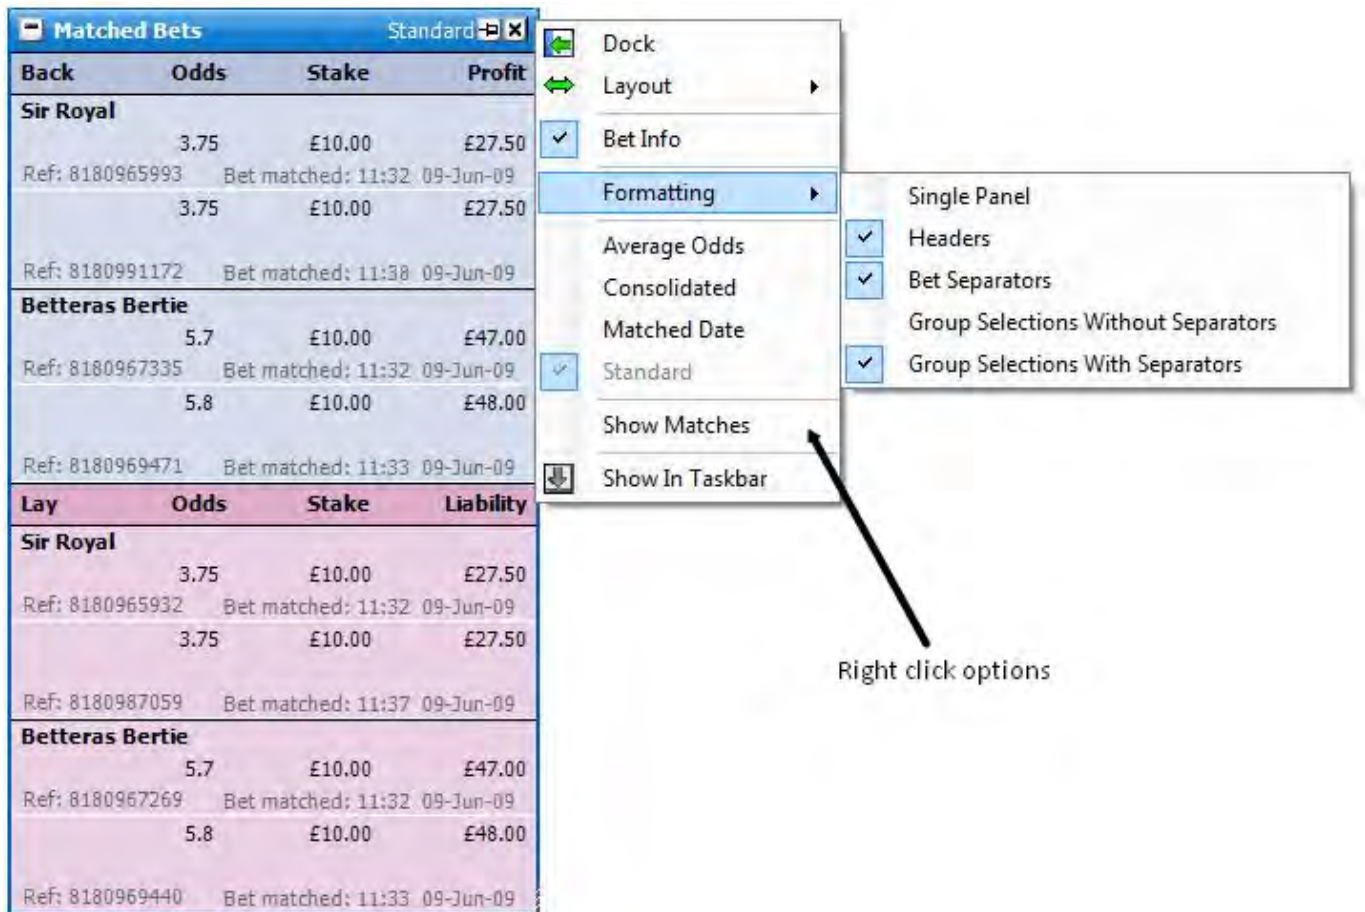 Matched Bets Standard
Back Odds Stake Profit
Sir Royal
3.75 £10.00 £27.50
Ref: 8180965993 Bet matched: 11:32 09-Jun-09
3.75 £10.00 £27.50
Ref: 8180991172 Bet matched: 11:38 09-Jun-09
Betteras Bertie
5.7 £10.00 £47.00
Ref: 8180967335 Bet matched: 11:32 09-Jun-09
5.8 £10.00 £48.00
Ref: 8180969471 Bet matched: 11:33 09-Jun-09
Lay Odds Stake Liability
Sir Royal
3.75 £10.00 £27.50
Ref: 8180965932 Bet matched: 11:32 09-Jun-09
3.75 £10.00 £27.50
Ref: 8180987059 Bet matched: 11:37 09-Jun-09
Betteras Bertie
5.7 £10.00 £47.00
Ref: 8180967269 Bet matched: 11:32 09-Jun-09
5.8 £10.00 £48.00
Ref: 8180969440 Bet matched: 11:33 09-Jun-09
Dock
Layout
Bet Info
Formatting
Average Odds
Consolidated
Matched Date
Standard
Show Matches
Show In Taskbar
Single Panel
Headers
Bet Separators
Group Selections Without Separators
Group Selections With Separators
Right click options